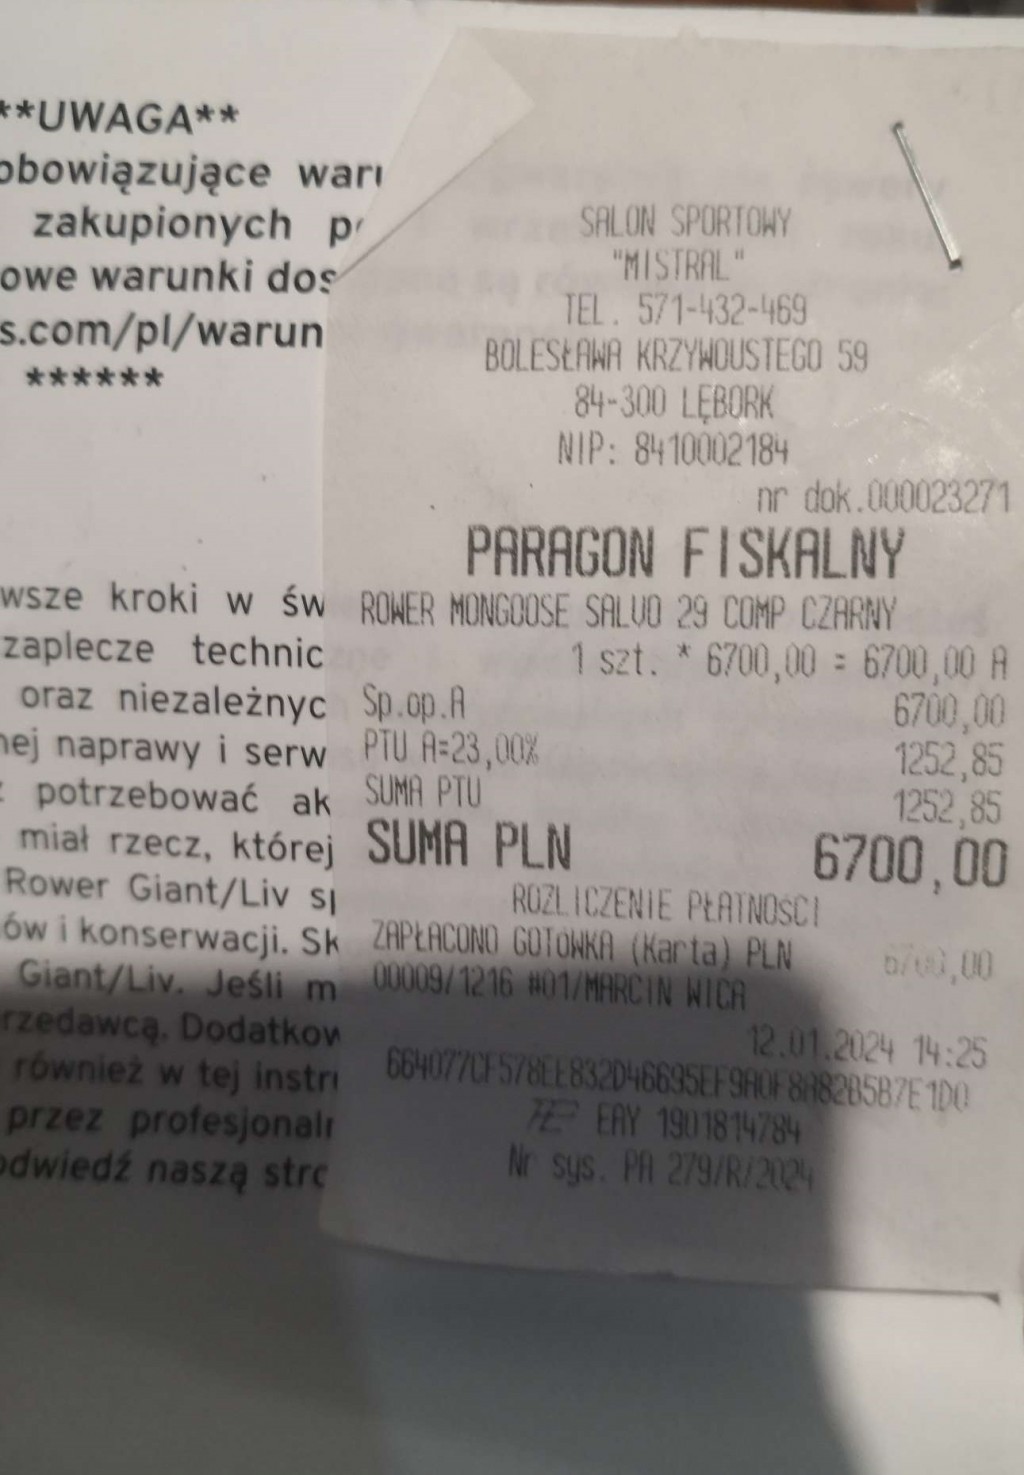 **UWAGA**
obowiązujące
zakupionych
owe warunki
s.com/pl/warun
******
wsze kroki w św
zaplecze technic
oraz niezależnyc
nej naprawy i serw
potrzebować ak
miał rzecz, której
Rower Giant/Liv
ów i konserwacji. Sk
Giant/Liv. Jeśli m
rzedawcą. Dodatkow
również w tej instr
przez profesjonaln
odwiedź naszą stro
SALON SPORTOWY
"MISTRAL"
TEL. 571-432-469
BOLESŁAWA KRZYWOUSTEGO 59
84-300 LĘBORK
NIP: 8410002184
nr dok.000023271
PARAGON FISKALNY
ROWER MONGOOSE SALVO 29 COMP CZARNY
1 szt. * 6700,00 = 6700,00 A
Sp.op.A 6700,00
PTU A=23,00% 1252,85
SUMA PTU 1252,85
SUMA PLN 6700,00
ROZLICZENIE PŁATNOŚCI
ZAPŁACONO GOTÓWKA (Karta) PLN 6700,00
00009/1216 #01/MARCIN WICA
12.01.2024 14:25
664077CF578EE832D46695EF9A0F8A82B5B7E1D0
EAY 1901814784
Nr sys. PA 279/R/2024